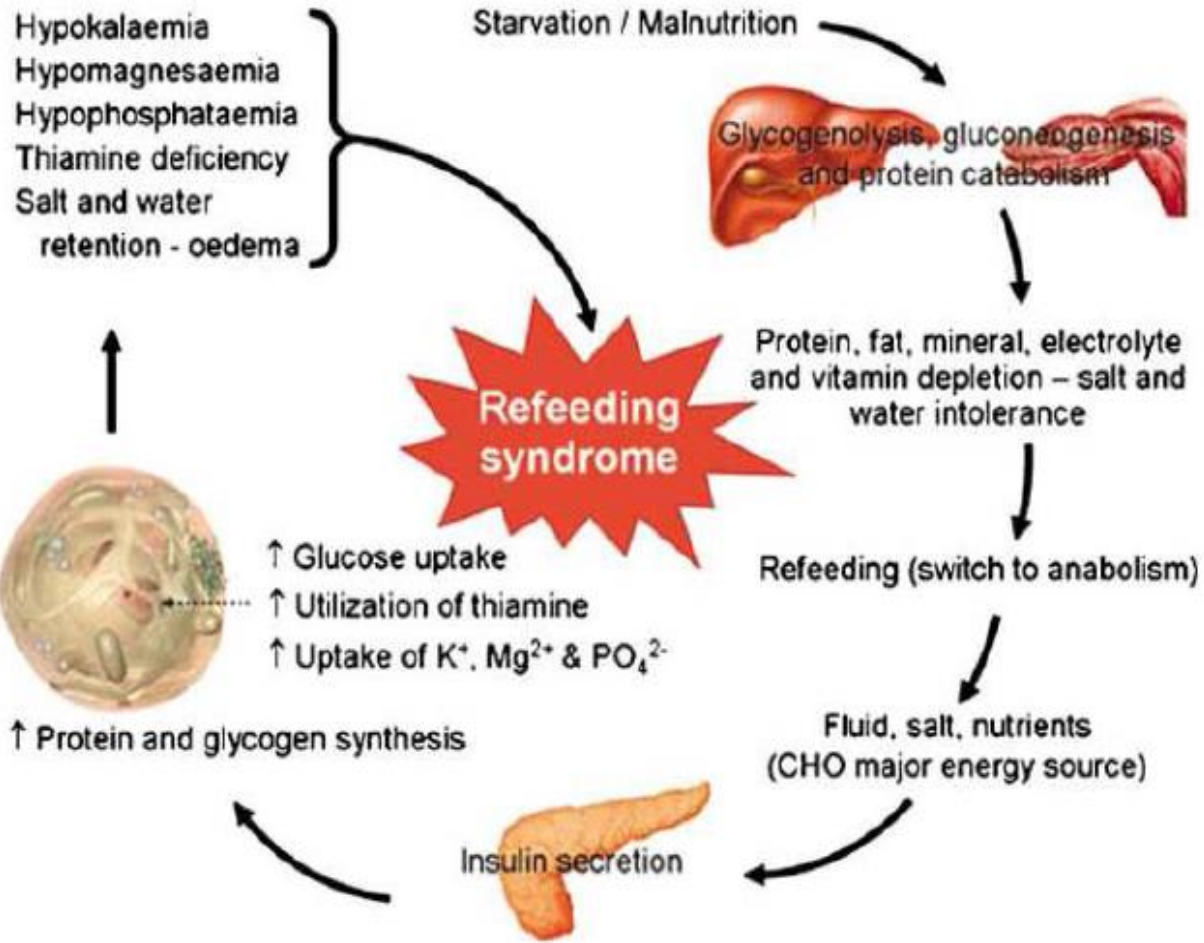 Hypokalaemia
Hypomagnesaemia
Hypophosphataemia
Thiamine deficiency
Salt and water
retention - oedema
Starvation / Malnutrition
Glycogenolysis, gluconeogenesis
and protein catabolism
Protein, fat, mineral, electrolyte
and vitamin depletion – salt and
water intolerance
Refeeding
syndrome
Refeeding (switch to anabolism)
Fluid, salt, nutrients
(CHO major energy source)
Insulin secretion
↑ Glucose uptake
↑ Utilization of thiamine
↑ Uptake of K⁺, Mg²⁺ & PO₄²⁻
↑ Protein and glycogen synthesis